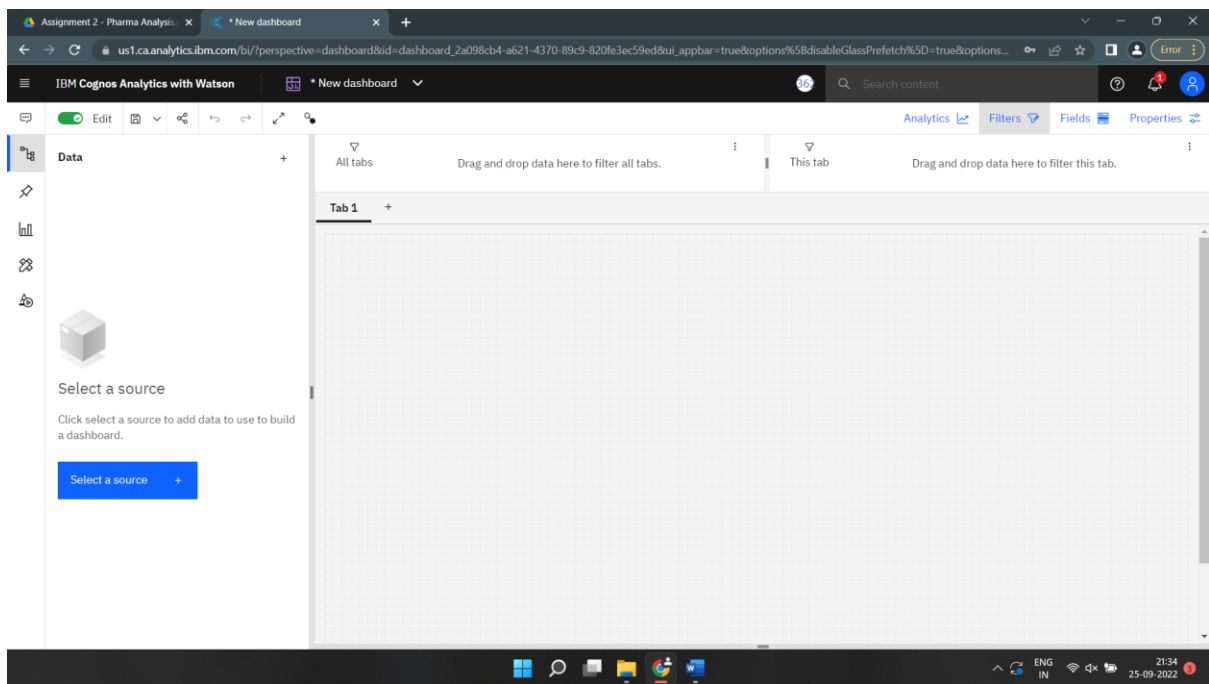 Assignment 2 - Pharma Analysis.
* New dashboard
us1.ca.analytics.ibm.com/bi/?perspective=dashboard&id=dashboard_2a098cb4-a621-4370-89c9-820fe3ec59ed&ui_appbar=true&options%5BdisableGlassPrefetch%5D=true&options...
Error
IBM Cognos Analytics with Watson
* New dashboard
Search content
1
Edit
Analytics
Filters
Fields
Properties
Data
All tabs
Drag and drop data here to filter all tabs.
This tab
Drag and drop data here to filter this tab.
Tab 1
Select a source
Click select a source to add data to use to build
a dashboard.
Select a source
ENG
IN
21:34
25-09-2022
3